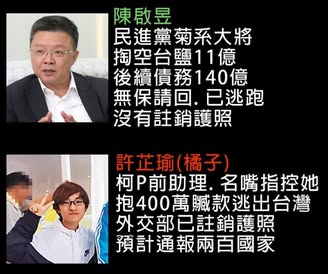 陳啟昱
民進黨菊系大將
掏空台鹽11億
後續債務140億
無保請回.已逃跑
沒有註銷護照
許芷瑜(橘子)
柯P前助理.名嘴指控她
抱400萬贓款逃出台灣
外交部已註銷護照
預計通報兩百國家